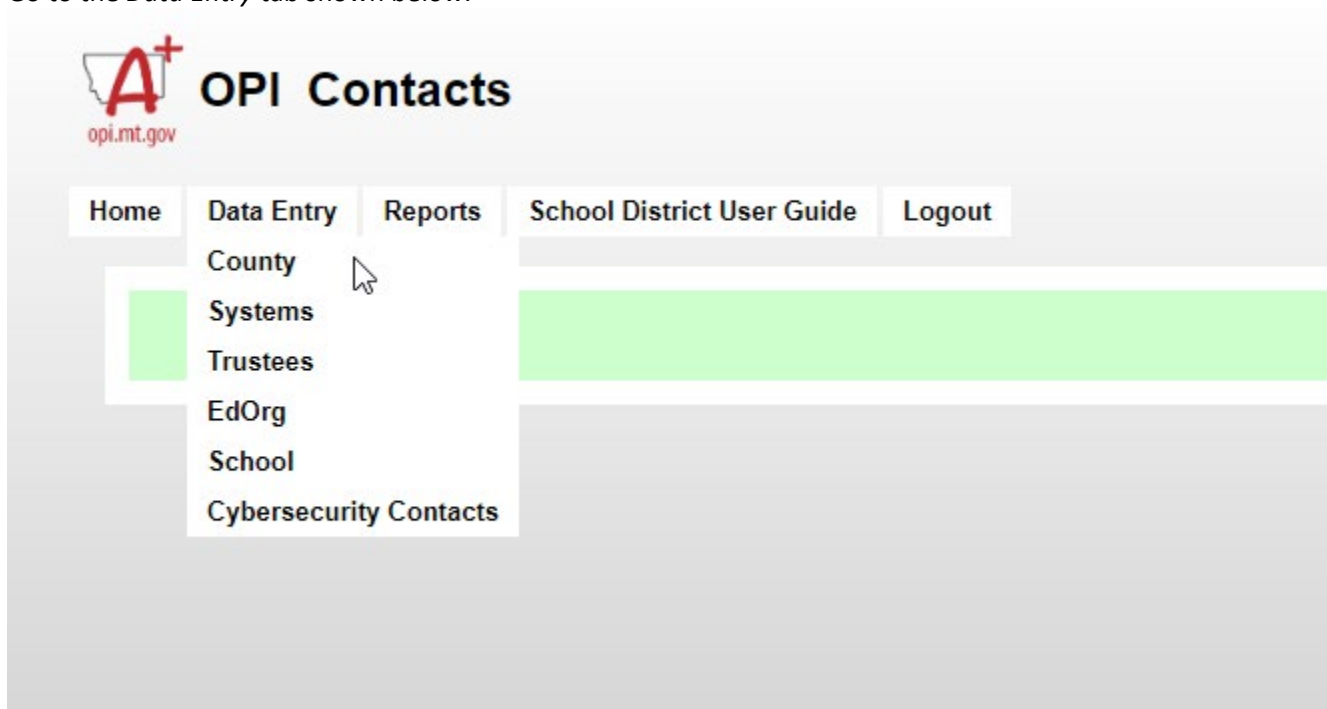 Go to the Data Entry tab shown below.
A+
opi.mt.gov
OPI Contacts
Home Data Entry Reports School District User Guide Logout
County
Systems
Trustees
EdOrg
School
Cybersecurity Contacts